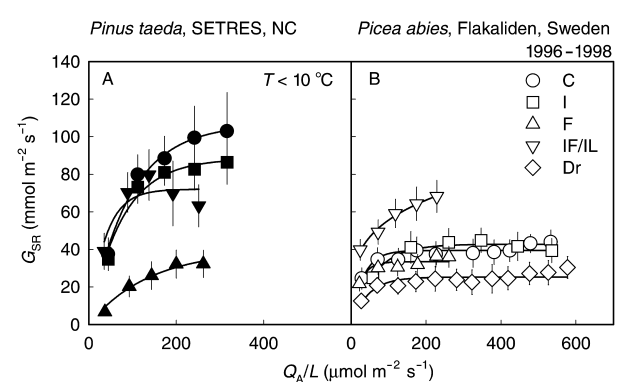 Pinus taeda, SETRES, NC
Picea abies, Flakaliden, Sweden
1996–1998
140
120
100
80
60
40
20
0
G_SR (mmol m⁻² s⁻¹)
A
T < 10 °C
B
C
I
F
IF/IL
Dr
0 200 400 0 200 400 600
Q_A/L (μmol m⁻² s⁻¹)